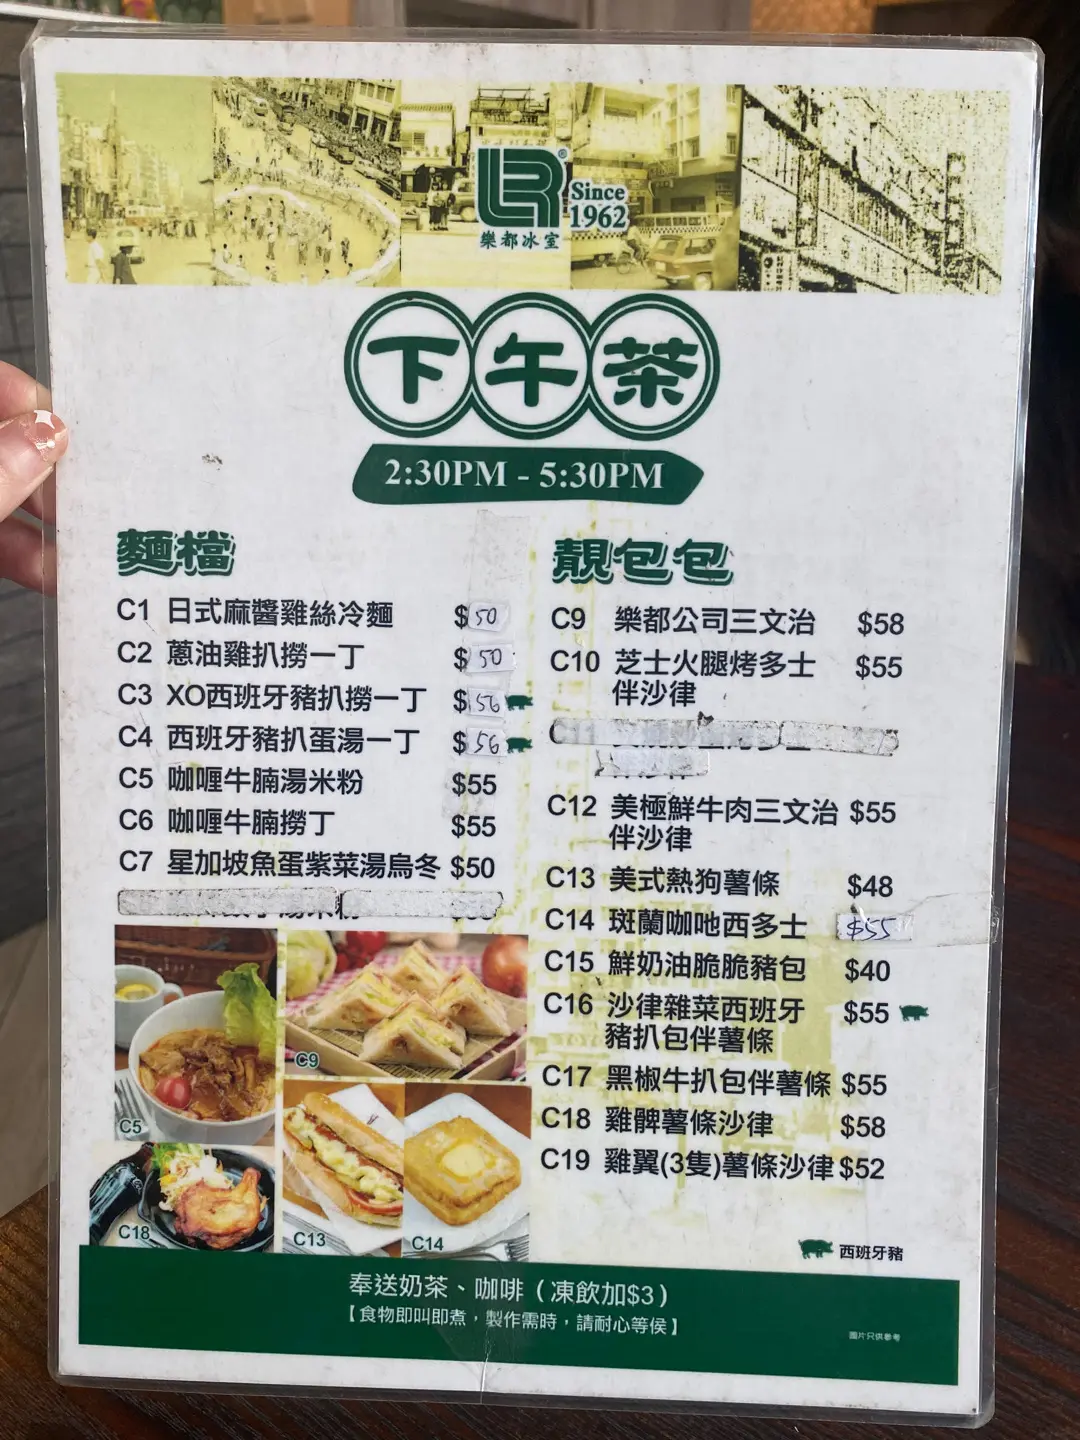 LR
Since
1962
樂都冰室
下午茶
2:30PM - 5:30PM
麵檔
C1 日式麻醬雞絲冷麵 $50
C2 蔥油雞扒撈一丁 $50
C3 XO西班牙豬扒撈一丁 $56
C4 西班牙豬扒蛋湯一丁 $56
C5 咖喱牛腩湯米粉 $55
C6 咖喱牛腩撈丁 $55
C7 星加坡魚蛋紫菜湯烏冬 $50
靚包包
C9 樂都公司三文治 $58
C10 芝士火腿烤多士 $55
伴沙律
C11
C12 美極鮮牛肉三文治 $55
伴沙律
C13 美式熱狗薯條 $48
C14 斑蘭咖吔西多士 $55
C15 鮮奶油脆脆豬包 $40
C16 沙律雜菜西班牙 $55
豬扒包伴薯條
C17 黑椒牛扒包伴薯條 $55
C18 雞髀薯條沙律 $58
C19 雞翼(3隻)薯條沙律 $52
C5
C9
C18
C13
C14
西班牙豬
奉送奶茶、咖啡（凍飲加$3）
【食物即叫即煮，製作需時，請耐心等侯】
圖片只供參考